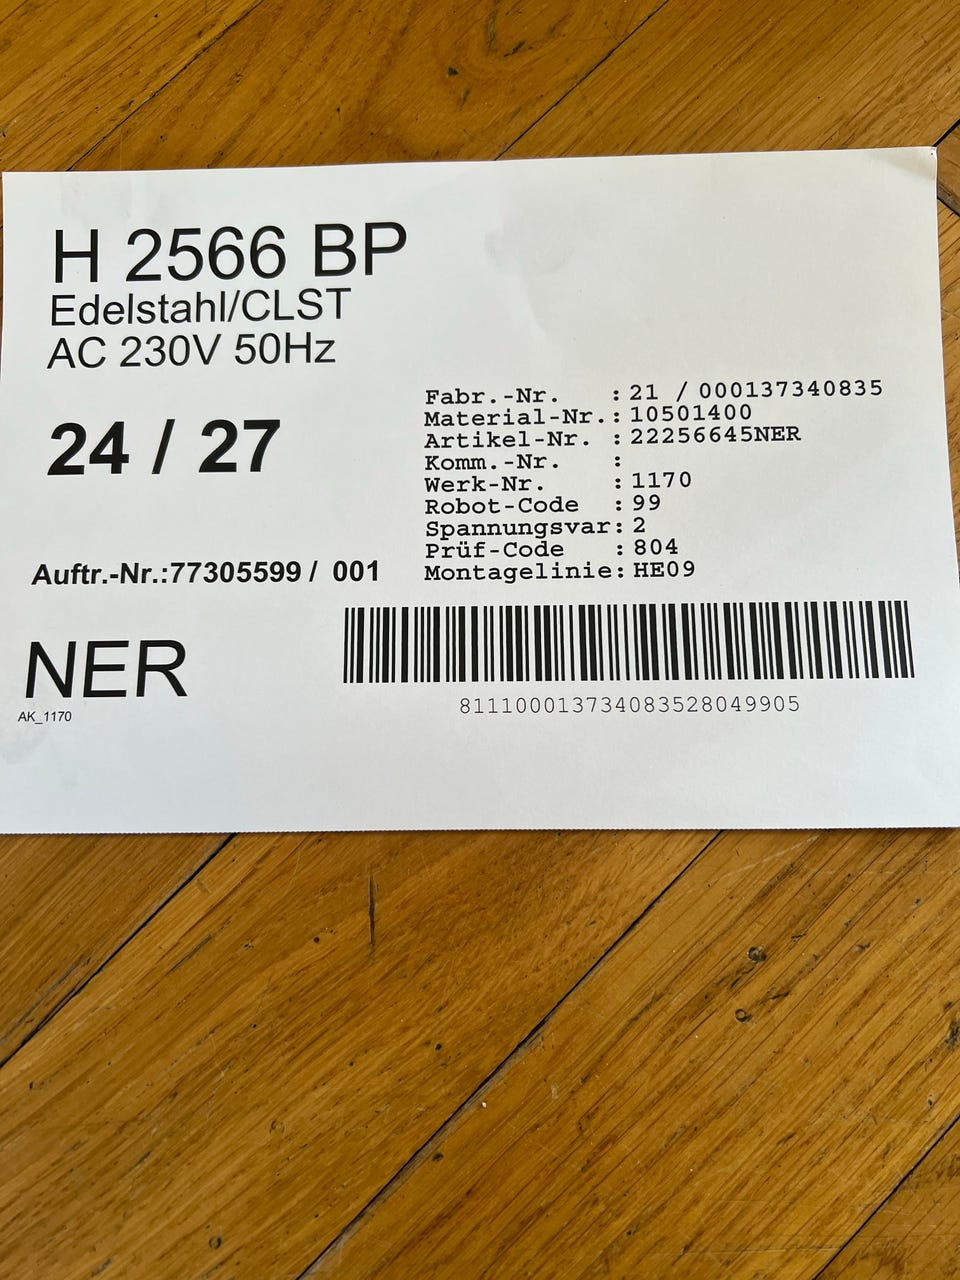 H 2566 BP
Edelstahl/CLST
AC 230V 50Hz
24 / 27
Fabr.-Nr. : 21 / 000137340835
Material-Nr.: 10501400
Artikel-Nr. : 22256645NER
Komm.-Nr. :
Werk-Nr. : 1170
Robot-Code : 99
Spannungsvar: 2
Prüf-Code : 804
Montagelinie: HE09
Auftr.-Nr.:77305599 / 001
NER
AK_1170
811100013734083528049905